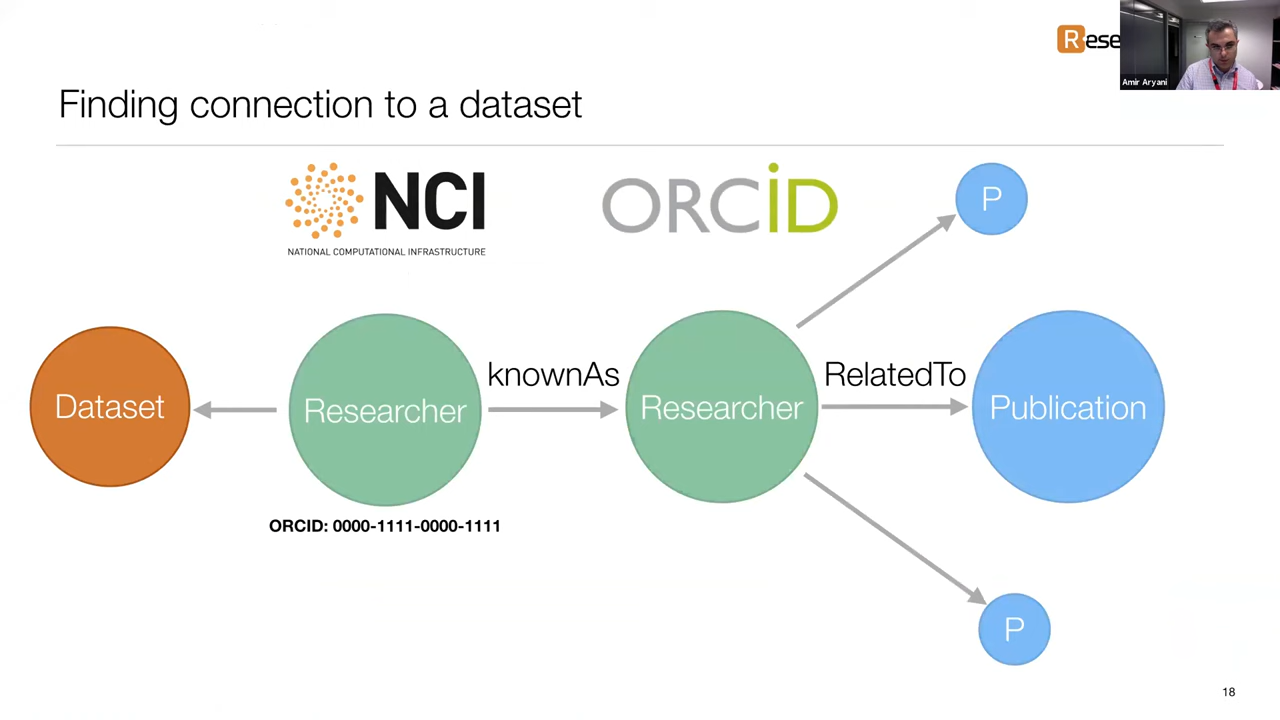 Rese
Amir Aryani
Finding connection to a dataset
NCI
NATIONAL COMPUTATIONAL INFRASTRUCTURE
ORCiD
P
knownAs
RelatedTo
Dataset
Researcher
Researcher
Publication
ORCID: 0000-1111-0000-1111
P
18